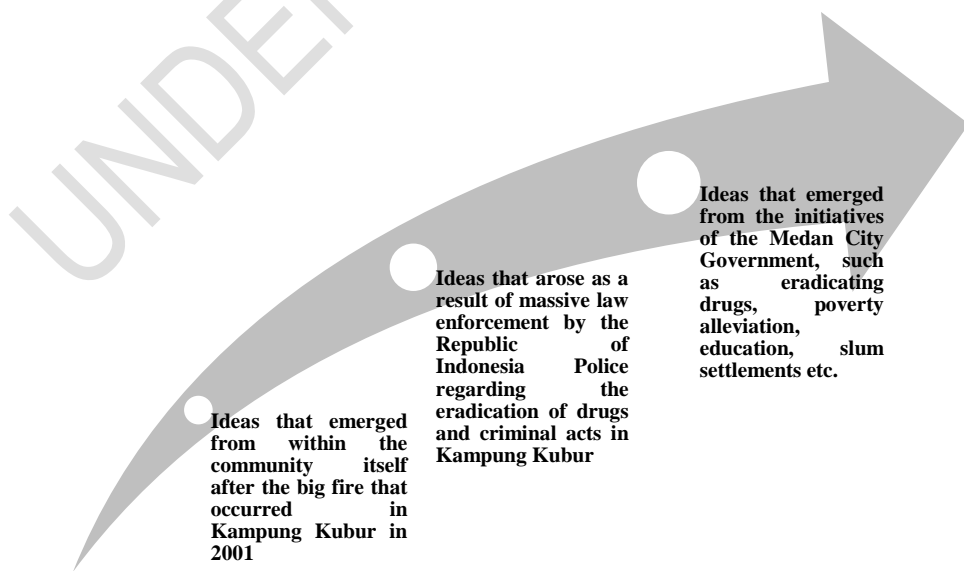 UNDE
Ideas that emerged
from within the
community itself
after the big fire that
occurred in
Kampung Kubur in
2001
Ideas that arose as a
result of massive law
enforcement by the
Republic of
Indonesia Police
regarding the
eradication of drugs
and criminal acts in
Kampung Kubur
Ideas that emerged
from the initiatives
of the Medan City
Government, such
as eradicating
drugs, poverty
alleviation,
education, slum
settlements etc.